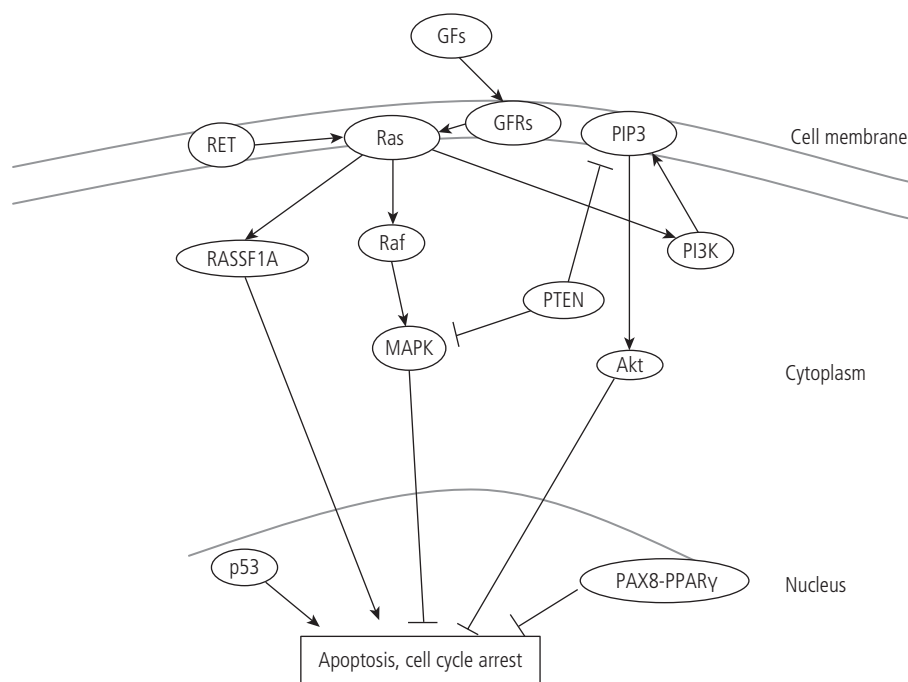 GFs
GFRs
PIP3
Cell membrane
RET
Ras
RASSF1A
Raf
PI3K
PTEN
MAPK
Akt
Cytoplasm
p53
PAX8-PPARγ
Nucleus
Apoptosis, cell cycle arrest